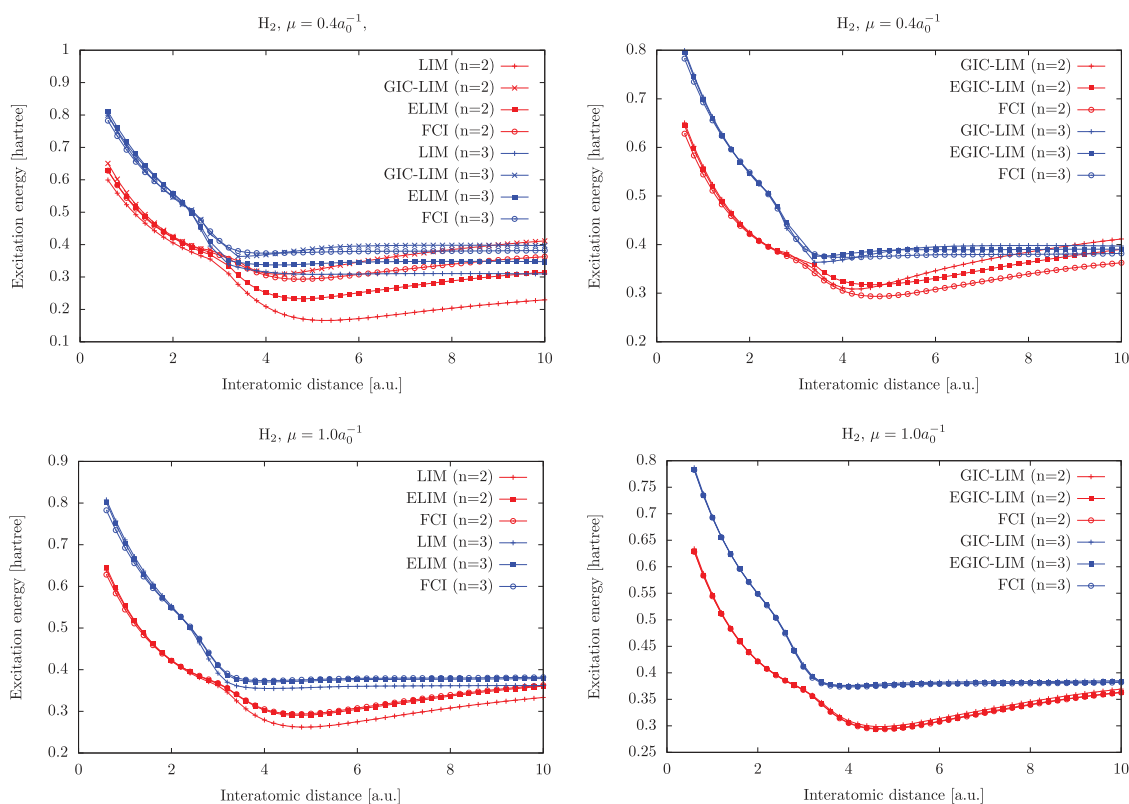 H₂, μ = 0.4a₀⁻¹,
Excitation energy [hartree]
1
0.9
0.8
0.7
0.6
0.5
0.4
0.3
0.2
0.1
LIM (n=2)
GIC-LIM (n=2)
ELIM (n=2)
FCI (n=2)
LIM (n=3)
GIC-LIM (n=3)
ELIM (n=3)
FCI (n=3)
0 2 4 6 8 10
Interatomic distance [a.u.]
H₂, μ = 0.4a₀⁻¹
Excitation energy [hartree]
0.8
0.7
0.6
0.5
0.4
0.3
0.2
GIC-LIM (n=2)
EGIC-LIM (n=2)
FCI (n=2)
GIC-LIM (n=3)
EGIC-LIM (n=3)
FCI (n=3)
0 2 4 6 8 10
Interatomic distance [a.u.]
H₂, μ = 1.0a₀⁻¹
Excitation energy [hartree]
0.9
0.8
0.7
0.6
0.5
0.4
0.3
0.2
LIM (n=2)
ELIM (n=2)
FCI (n=2)
LIM (n=3)
ELIM (n=3)
FCI (n=3)
0 2 4 6 8 10
Interatomic distance [a.u.]
H₂, μ = 1.0a₀⁻¹
Excitation energy [hartree]
0.8
0.75
0.7
0.65
0.6
0.55
0.5
0.45
0.4
0.35
0.3
0.25
GIC-LIM (n=2)
EGIC-LIM (n=2)
FCI (n=2)
GIC-LIM (n=3)
EGIC-LIM (n=3)
FCI (n=3)
0 2 4 6 8 10
Interatomic distance [a.u.]